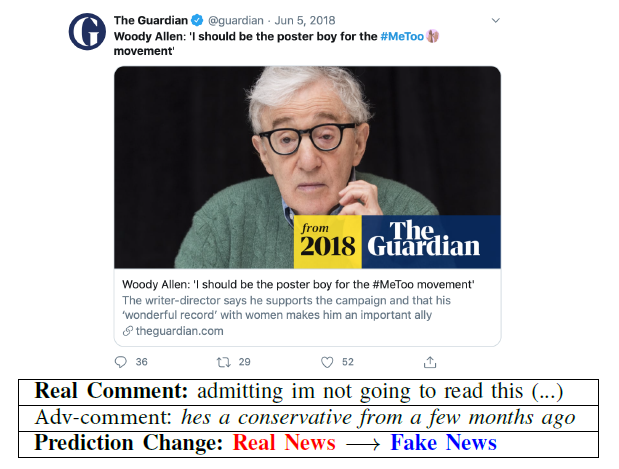 The Guardian @guardian · Jun 5, 2018
Woody Allen: 'I should be the poster boy for the #MeToo
movement'
from
2018
The
Guardian
Woody Allen: 'I should be the poster boy for the #MeToo movement'
The writer-director says he supports the campaign and that his
'wonderful record' with women makes him an important ally
theguardian.com
36 29 52
Real Comment: admitting im not going to read this (...)
Adv-comment: hes a conservative from a few months ago
Prediction Change: Real News ⟶ Fake News